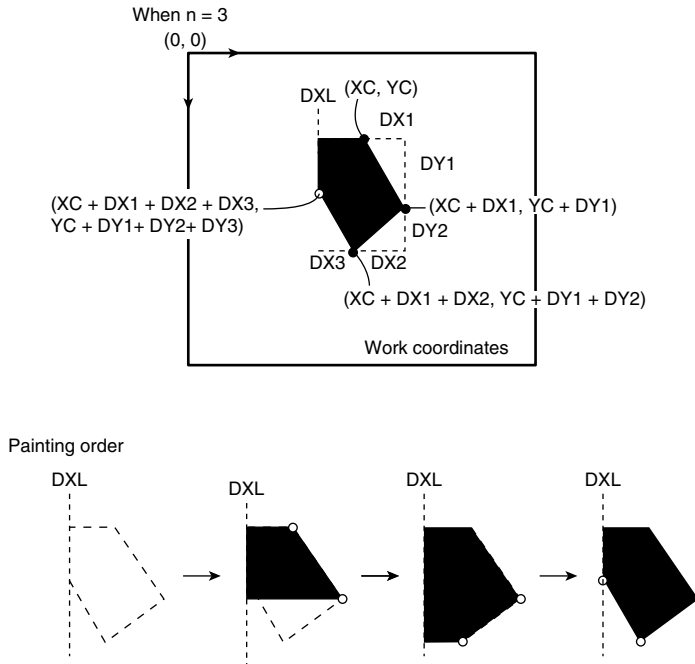 When n = 3
(0, 0)
DXL
(XC, YC)
DX1
DY1
(XC + DX1 + DX2 + DX3,
YC + DY1+ DY2+ DY3)
(XC + DX1, YC + DY1)
DY2
DX3
DX2
(XC + DX1 + DX2, YC + DY1 + DY2)
Work coordinates
Painting order
DXL
DXL
DXL
DXL